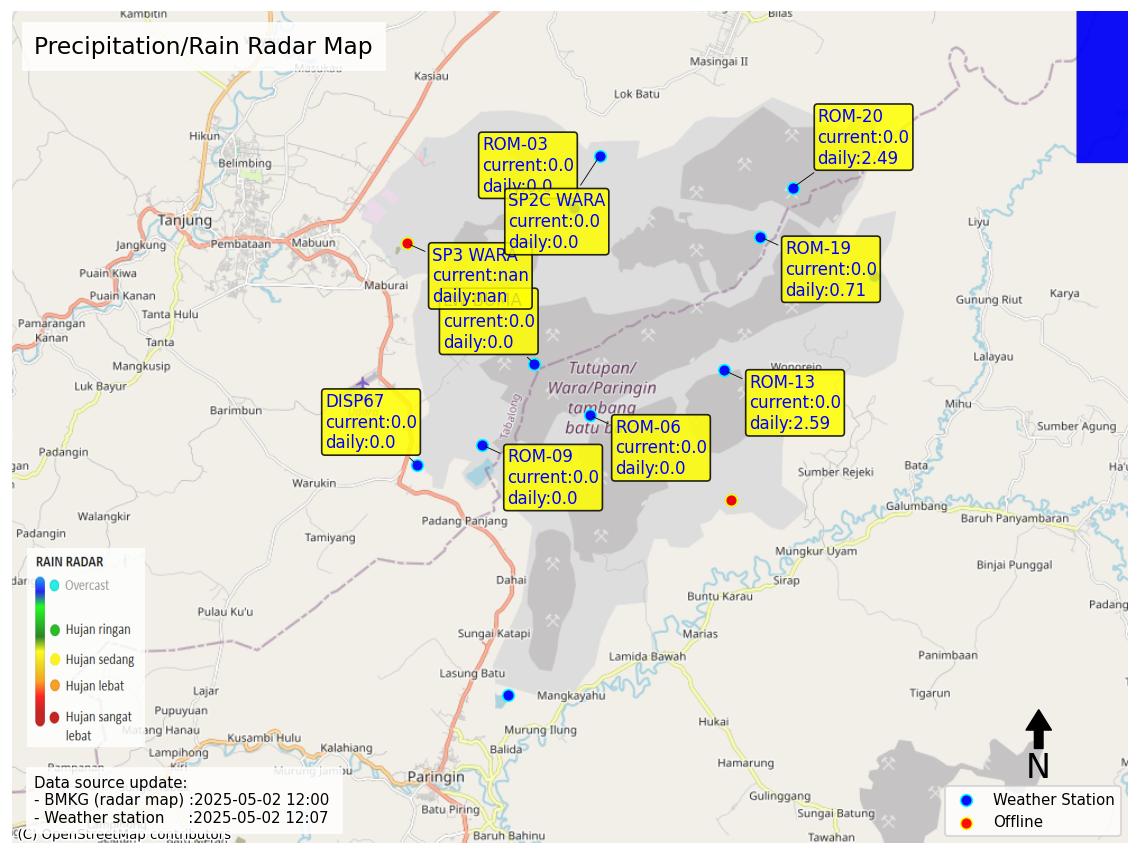 Precipitation/Rain Radar Map
Kambitin
Bilas
Masingai II
Kasiau
Lok Batu
Masukau
Hikun
Belimbing
Tanjung
Jangkung
Pembataan
Mabuun
Maburai
Puain Kiwa
Puain Kanan
Tanta Hulu
Pamarangan
Kanan
Tanta
Mangkusip
Luk Bayur
Barimbun
Padangin
Warukin
Walangkir
Padangin
Tamiyang
Padang Panjang
Dahai
Pulau Ku'u
Sungai Katapi
Lasung Batu
Lajar
Pupuyuan
Matang Hanau
Kusambi Hulu
Lampihong
Kiri
Kalahiang
Murung Jambu
Pampanan
Paringin
Batu Piring
Baruh Bahinu
Balida
Murung Ilung
Mangkayahu
Lamida Bawah
Marias
Buntu Karau
Sirap
Mungkur Uyam
Galumbang
Baruh Panyambaran
Binjai Punggal
Padang
Panimbaan
Tigarun
Hukai
Hamarung
Gulinggang
Sungai Batung
Tawahan
Sumber Rejeki
Bata
Sumber Agung
Mihu
Lalayau
Gunung Riut
Karya
Liyu
Wonorejo
Tabalong
Tutupan/
Wara/Paringin
tambang
batu b
ROM-03
current:0.0
daily:0.0
SP2C WARA
current:0.0
daily:0.0
SP3 WARA
current:nan
daily:nan
current:0.0
daily:0.0
ROM-20
current:0.0
daily:2.49
ROM-19
current:0.0
daily:0.71
ROM-13
current:0.0
daily:2.59
ROM-06
current:0.0
daily:0.0
ROM-09
current:0.0
daily:0.0
DISP67
current:0.0
daily:0.0
RAIN RADAR
Overcast
Hujan ringan
Hujan sedang
Hujan lebat
Hujan sangat
lebat
Data source update:
- BMKG (radar map) :2025-05-02 12:00
- Weather station :2025-05-02 12:07
(C) OpenStreetMap contributors
N
Weather Station
Offline